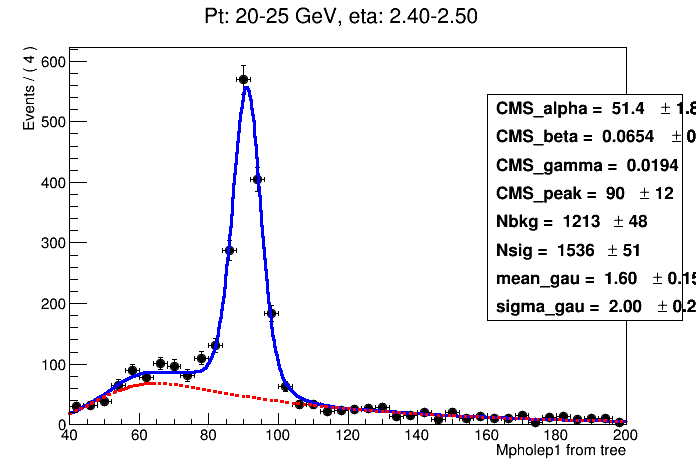 Pt: 20-25 GeV, eta: 2.40-2.50
Events / ( 4 )
600
500
400
300
200
100
0
CMS_alpha = 51.4 ± 1.8
CMS_beta = 0.0654 ± 0
CMS_gamma = 0.0194
CMS_peak = 90 ± 12
Nbkg = 1213 ± 48
Nsig = 1536 ± 51
mean_gau = 1.60 ± 0.15
sigma_gau = 2.00 ± 0.2
40 60 80 100 120 140 160 180 200
Mpholep1 from tree